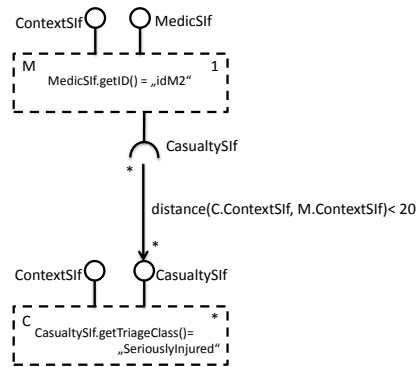 ContextSIf MedicSIf
M 1
MedicSIf.getID() = „idM2“
CasualtySIf
*
distance(C.ContextSIf, M.ContextSIf)< 20
*
ContextSIf CasualtySIf
C *
CasualtySIf.getTriageClass()=
„SeriouslyInjured“